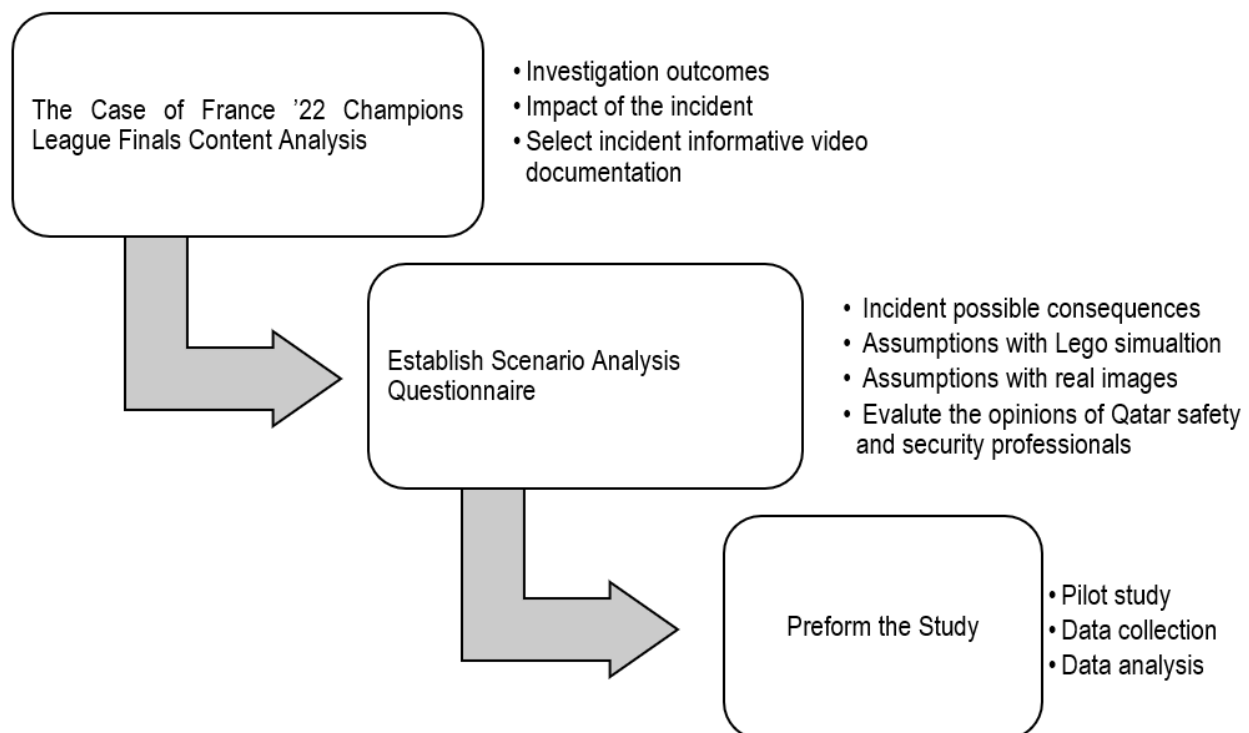 The Case of France ’22 Champions
League Finals Content Analysis
• Investigation outcomes
• Impact of the incident
• Select incident informative video
documentation
Establish Scenario Analysis
Questionnaire
• Incident possible consequences
• Assumptions with Lego simualtion
• Assumptions with real images
• Evalute the opinions of Qatar safety
and security professionals
Preform the Study
• Pilot study
• Data collection
• Data analysis